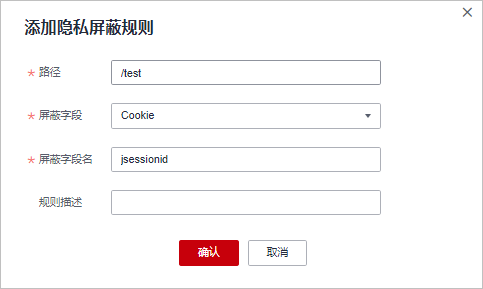 添加隐私屏蔽规则
* 路径 /test
* 屏蔽字段 Cookie
* 屏蔽字段名 jsessionid
规则描述
确认 取消